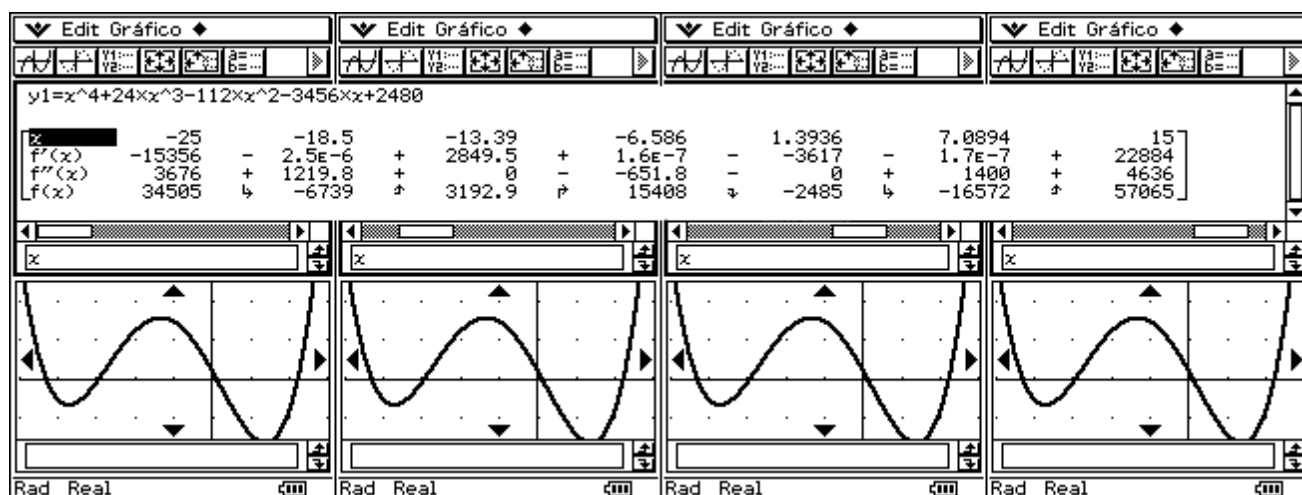 Edit Gráfico ◆ Edit Gráfico ◆ Edit Gráfico ◆ Edit Gráfico ◆
y1=x^4+24×x^3-112×x^2-3456×x+2480
x -25 -18.5 -13.39 -6.586 1.3936 7.0894 15
f'(x) -15356 - 2.5E-6 + 2849.5 + 1.6E-7 - -3617 - 1.7E-7 + 22884
f''(x) 3676 + 1219.8 + 0 - -651.8 - 0 + 1400 + 4636
f(x) 34505 ↳ -6739 ⤴ 3192.9 ↱ 15408 ⤵ -2485 ↳ -16572 ⤴ 57065
x x x x
Rad Real Rad Real Rad Real Rad Real